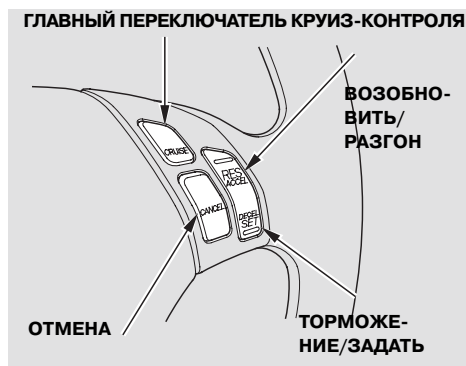 ГЛАВНЫЙ ПЕРЕКЛЮЧАТЕЛЬ КРУИЗ-КОНТРОЛЯ
ВОЗОБНО-
ВИТЬ/
РАЗГОН
CRUISE
RES
ACCEL
CANCEL
DECEL
SET
ОТМЕНА
ТОРМОЖЕ-
НИЕ/ЗАДАТЬ